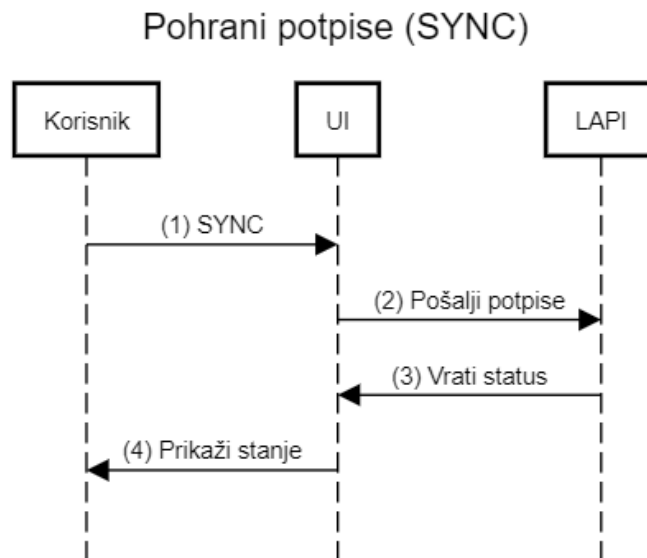 Pohrani potpise (SYNC)
Korisnik
UI
LAPI
(1) SYNC
(2) Pošalji potpise
(3) Vrati status
(4) Prikaži stanje